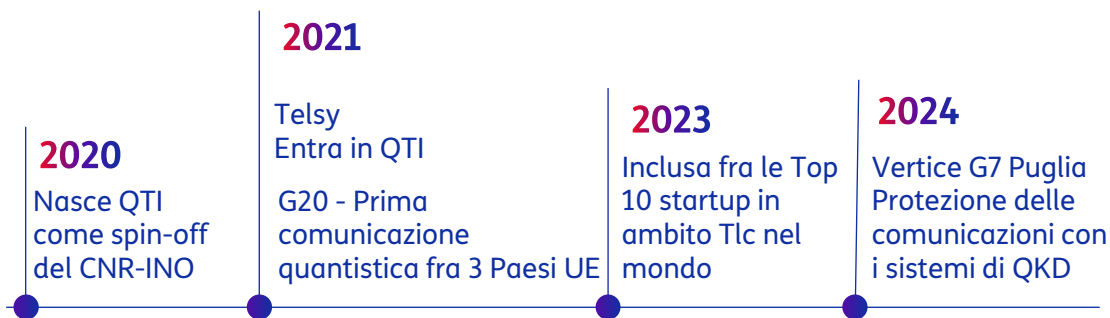 2020
Nasce QTI
come spin-off
del CNR-INO
2021
Telsy
Entra in QTI
G20 - Prima
comunicazione
quantistica fra 3 Paesi UE
2023
Inclusa fra le Top
10 startup in
ambito Tlc nel
mondo
2024
Vertice G7 Puglia
Protezione delle
comunicazioni con
i sistemi di QKD